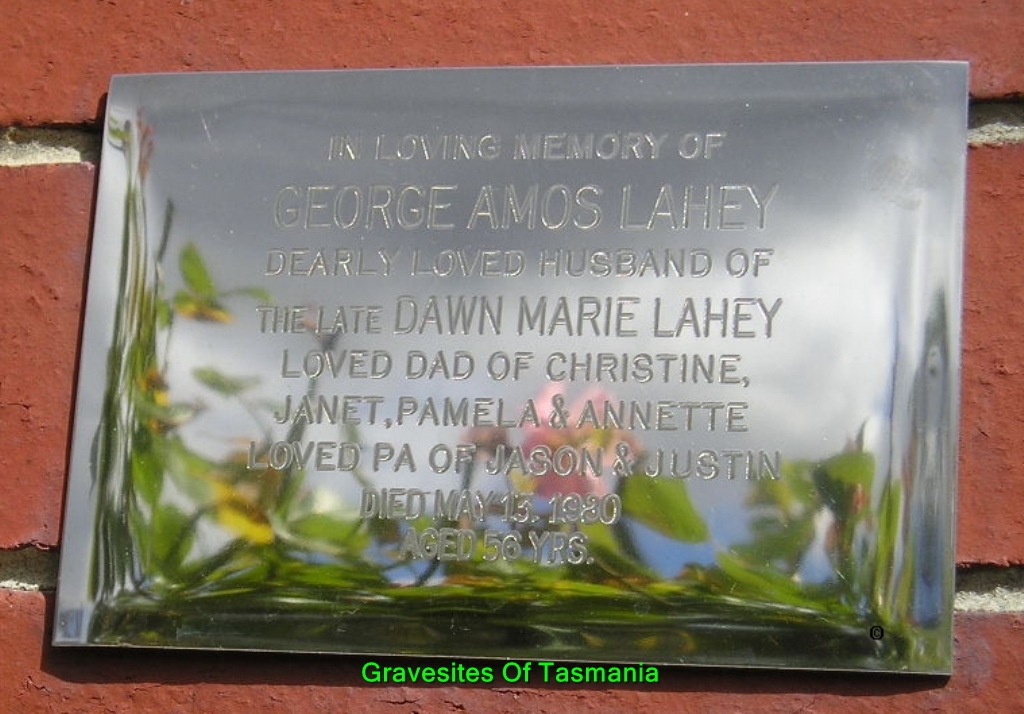 IN LOVING MEMORY OF
GEORGE AMOS LAHEY
DEARLY LOVED HUSBAND OF
THE LATE DAWN MARIE LAHEY
LOVED DAD OF CHRISTINE,
JANET, PAMELA & ANNETTE
LOVED PA OF JASON & JUSTIN
DIED MAY 15. 1980
AGED 56 YRS.
©
Gravesites Of Tasmania